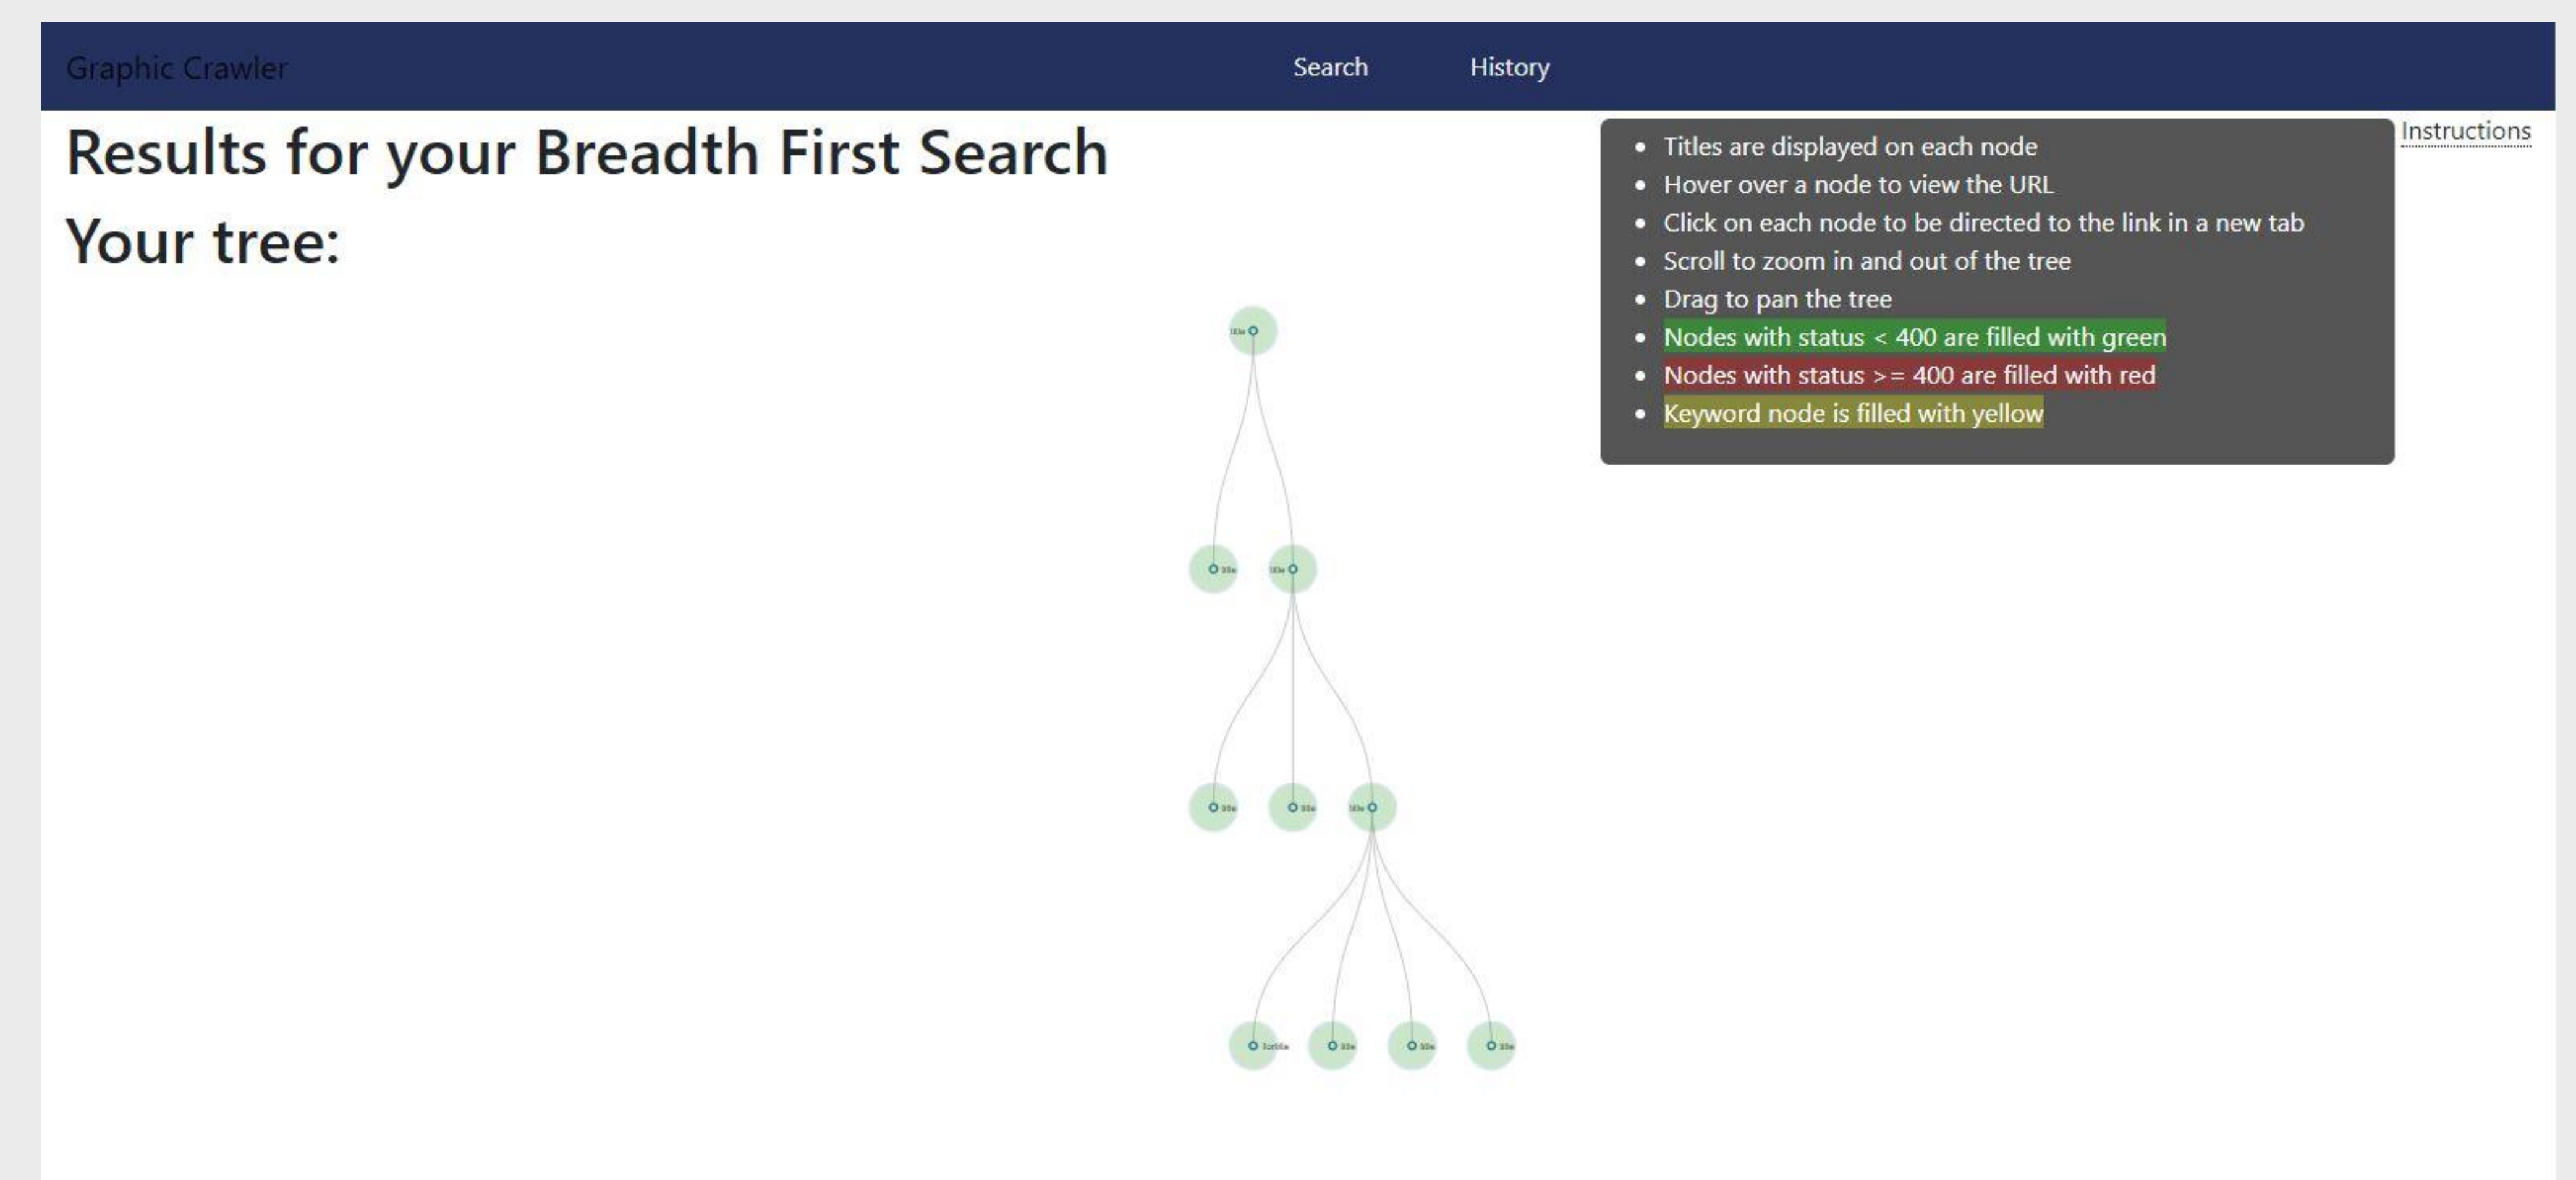 Graphic Crawler
Search
History
Results for your Breadth First Search
Your tree:
Titles are displayed on each node
Hover over a node to view the URL
Click on each node to be directed to the link in a new tab
Scroll to zoom in and out of the tree
Drag to pan the tree
Nodes with status < 400 are filled with green
Nodes with status >= 400 are filled with red
Keyword node is filled with yellow
Instructions